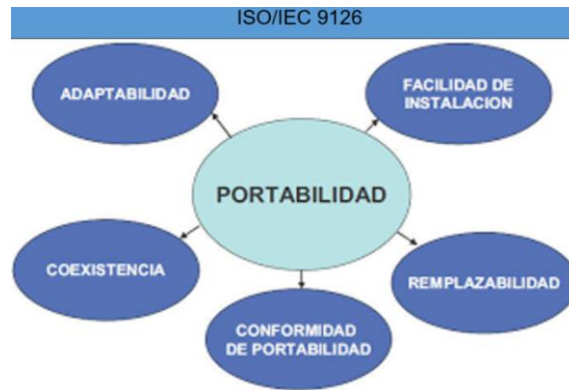 ISO/IEC 9126
ADAPTABILIDAD
FACILIDAD DE
INSTALACION
PORTABILIDAD
COEXISTENCIA
REMPLAZABILIDAD
CONFORMIDAD
DE PORTABILIDAD